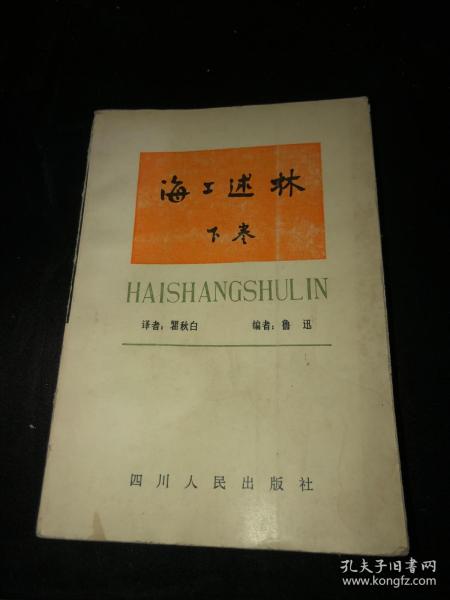 海上述林
下卷
HAISHANGSHULIN
译者：瞿秋白 编者：鲁迅
四川人民出版社
孔夫子旧书网
www.kongfz.com